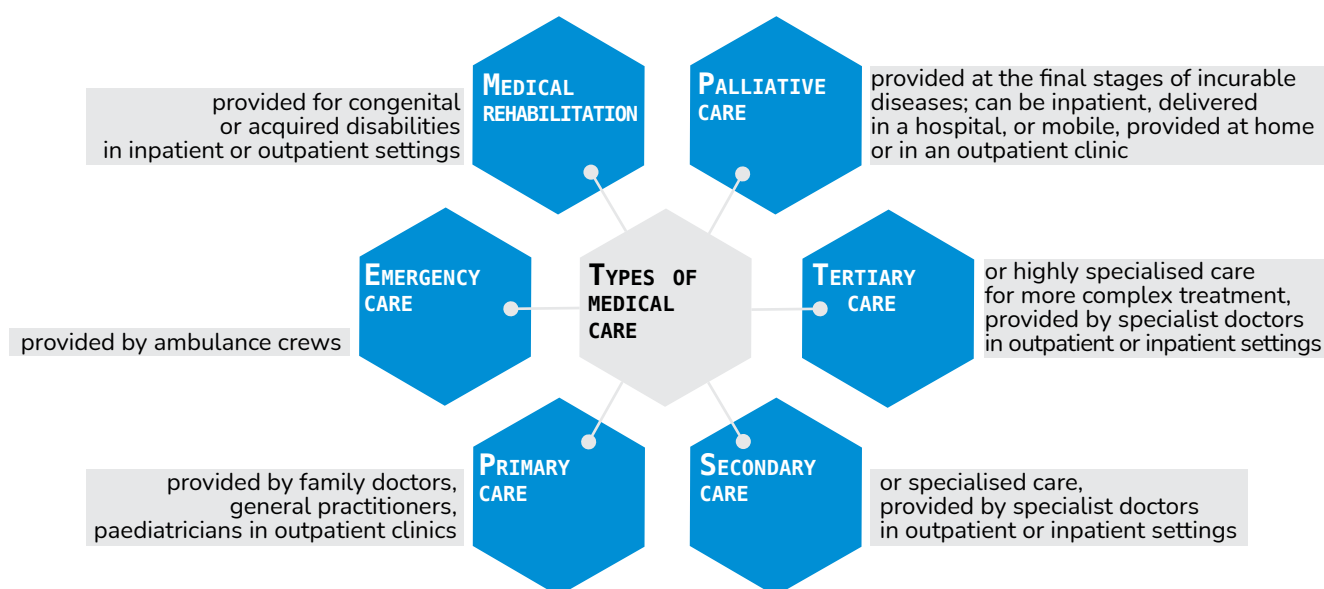 MEDICAL
REHABILITATION
provided for congenital
or acquired disabilities
in inpatient or outpatient settings
PALLIATIVE
CARE
provided at the final stages of incurable
diseases; can be inpatient, delivered
in a hospital, or mobile, provided at home
or in an outpatient clinic
EMERGENCY
CARE
provided by ambulance crews
TYPES OF
MEDICAL
CARE
TERTIARY
CARE
or highly specialised care
for more complex treatment,
provided by specialist doctors
in outpatient or inpatient settings
PRIMARY
CARE
provided by family doctors,
general practitioners,
paediatricians in outpatient clinics
SECONDARY
CARE
or specialised care,
provided by specialist doctors
in outpatient or inpatient settings